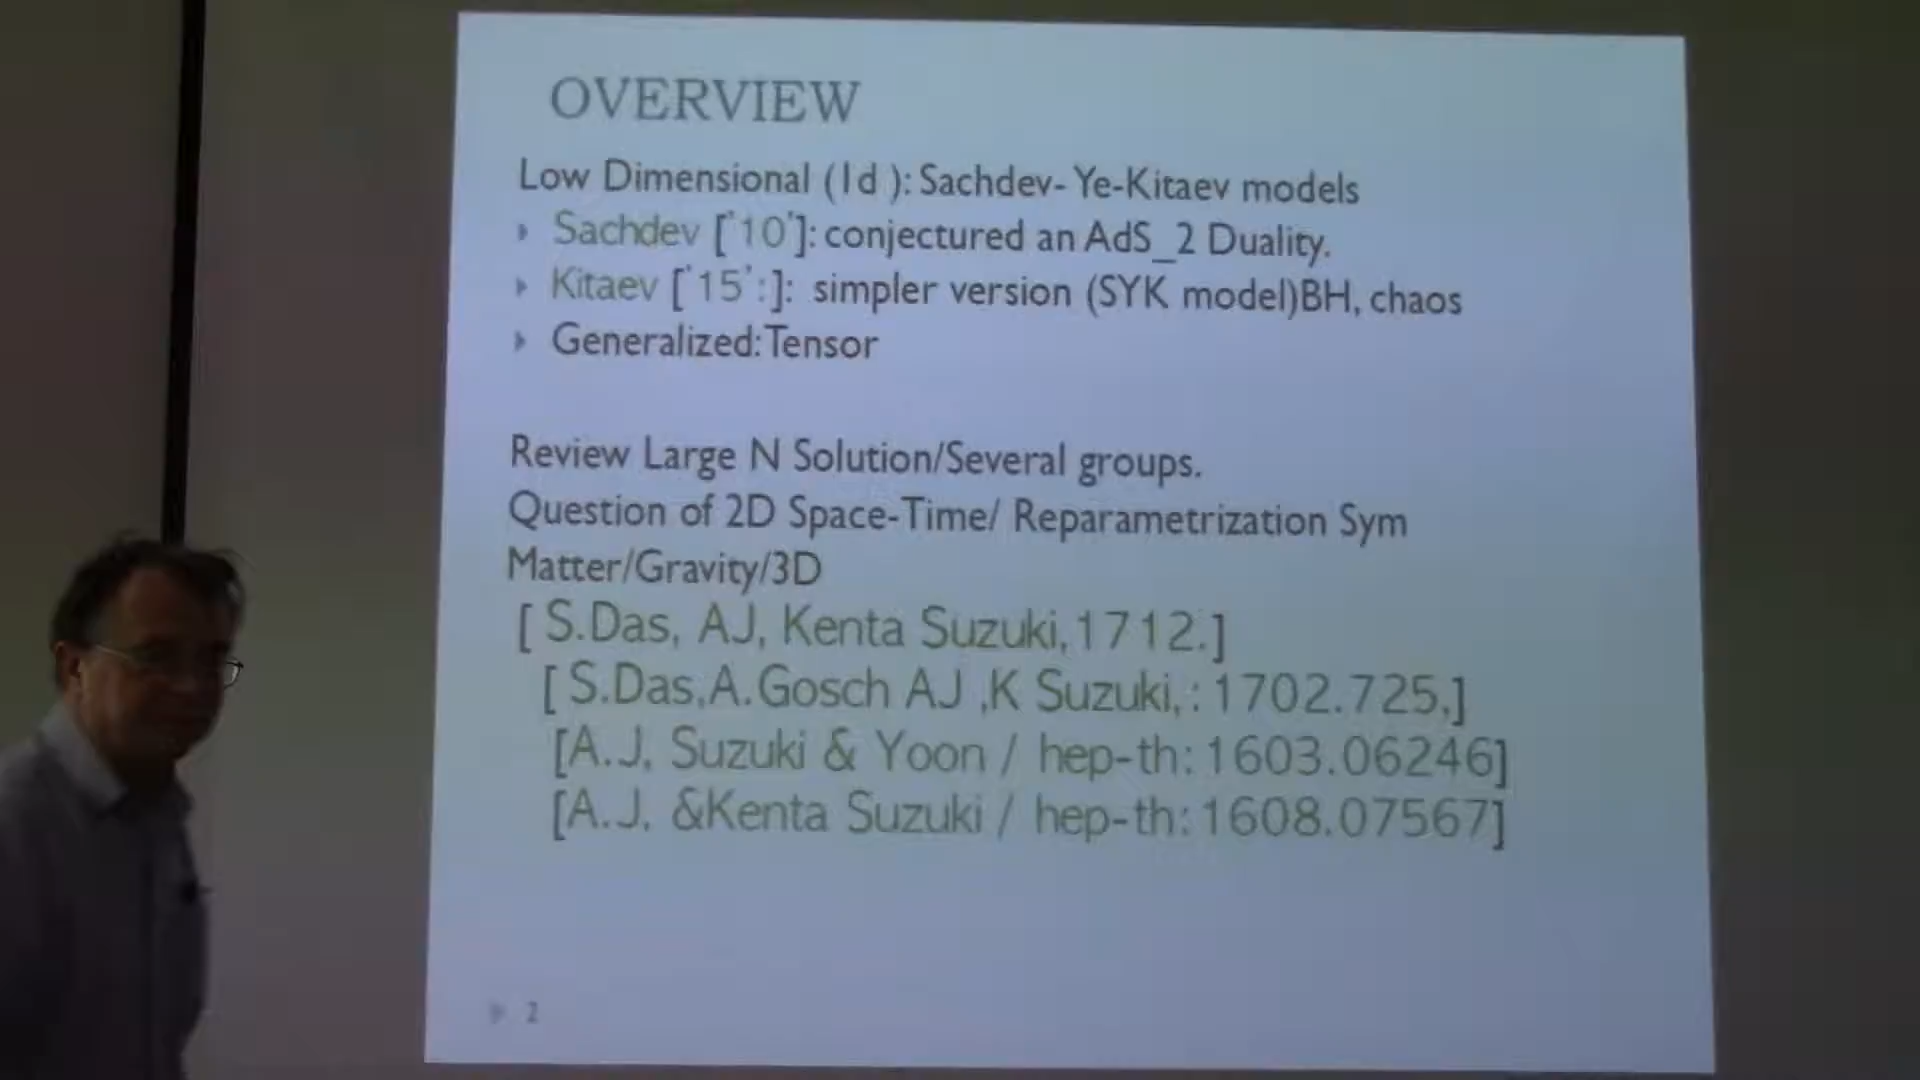 OVERVIEW
Low Dimensional (1d ): Sachdev- Ye-Kitaev models
Sachdev ['10']: conjectured an AdS_2 Duality.
Kitaev ['15':]: simpler version (SYK model)BH, chaos
Generalized: Tensor
Review Large N Solution/Several groups.
Question of 2D Space-Time/ Reparametrization Sym
Matter/Gravity/3D
[ S.Das, AJ, Kenta Suzuki,1712.]
[ S.Das,A.Gosch AJ ,K Suzuki,: 1702.725,]
[A.J, Suzuki & Yoon / hep-th: 1603.06246]
[A.J. &Kenta Suzuki / hep-th: 1608.07567]
2